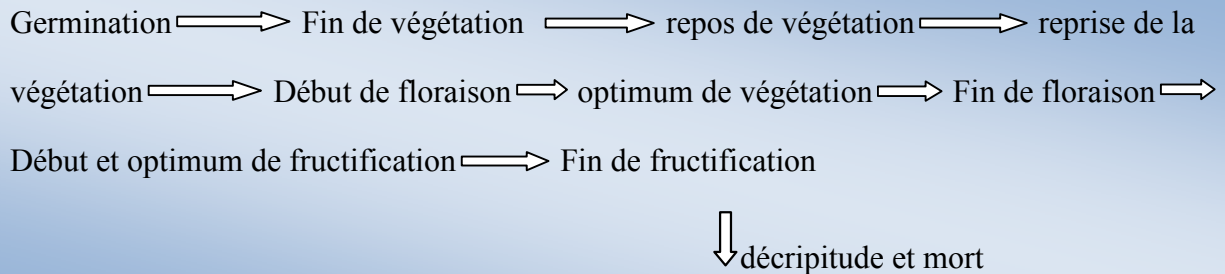 Germination Fin de végétation repos de végétation reprise de la
végétation Début de floraison optimum de végétation Fin de floraison
Début et optimum de fructification Fin de fructification
décripitude et mort